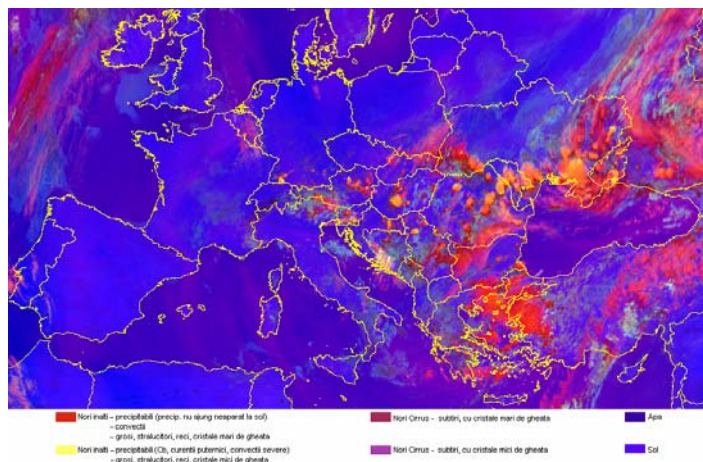 Nori inalti - precipitabili (precip. nu ajung neaparat la sol)
- convectii
- grosi, stralucitori, reci, cristale mari de gheata
Nori inalti - precipitabili (Cb, curenti puternici, convectii severe)
- grosi, stralucitori, reci, cristale mici de gheata
Nori Cirrus - subtiri, cu cristale mari de gheata
Nori Cirrus - subtiri, cu cristale mici de gheata
Apa
Sol